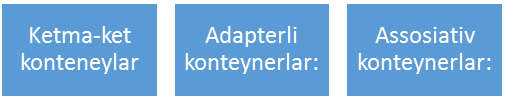 Ketma-ket
konteneylar
Adapterli
konteynerlar:
Assosiativ
konteynerlar: